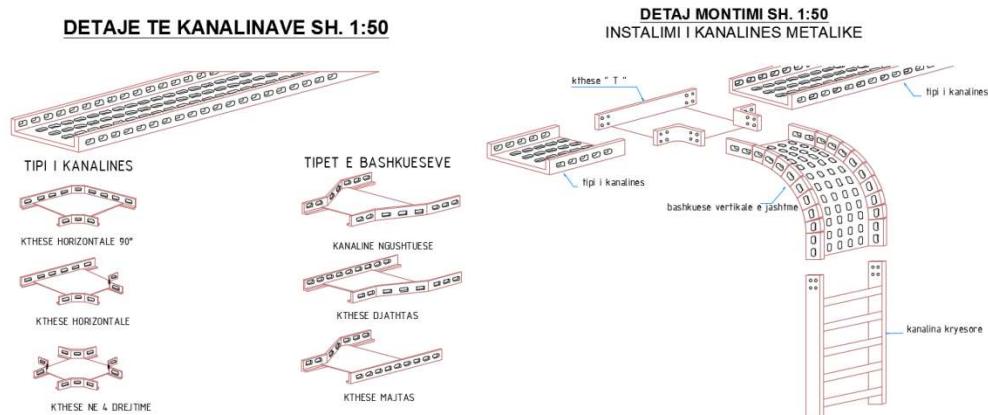 DETAJE TE KANALINAVE SH. 1:50
TIPI I KANALINES
KTHESE HORIZONTALE 90°
KTHESE HORIZONTALE
KTHESE NE 4 DREJTIME
TIPET E BASHKUESEVE
KANALINE NGUSHTUESE
KTHESE DJATHTAS
KTHESE MAJTAS
DETAJ MONTIMI SH. 1:50
INSTALIMI I KANALINES METALIKE
kthese " T "
tipi i kanalines
tipi i kanalines
bashkuese vertikale e jashtme
kanalina kryesore